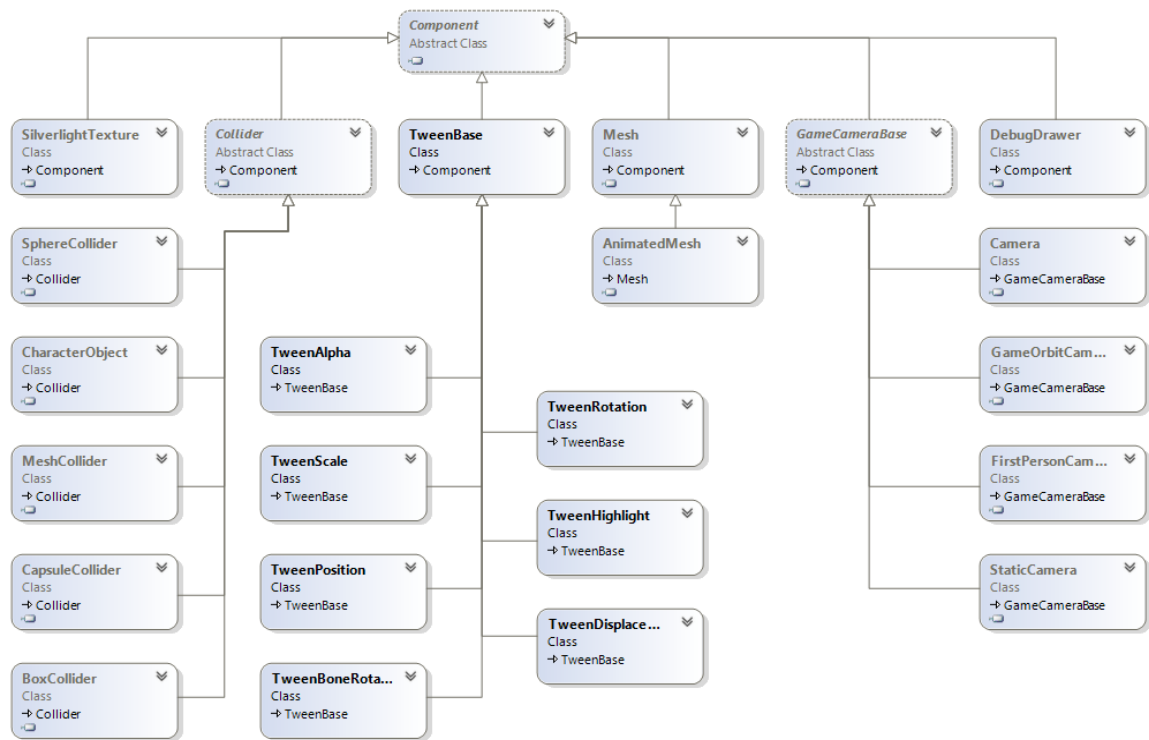 Component
Abstract Class
SilverlightTexture
Class
Component
Collider
Abstract Class
Component
TweenBase
Class
Component
Mesh
Class
Component
GameCameraBase
Abstract Class
Component
DebugDrawer
Class
Component
SphereCollider
Class
Collider
AnimatedMesh
Class
Mesh
Camera
Class
GameCameraBase
CharacterObject
Class
Collider
TweenAlpha
Class
TweenBase
GameOrbitCam...
Class
GameCameraBase
TweenRotation
Class
TweenBase
MeshCollider
Class
Collider
TweenScale
Class
TweenBase
FirstPersonCam...
Class
GameCameraBase
TweenHighlight
Class
TweenBase
CapsuleCollider
Class
Collider
TweenPosition
Class
TweenBase
StaticCamera
Class
GameCameraBase
TweenDisplace...
Class
TweenBase
BoxCollider
Class
Collider
TweenBoneRota...
Class
TweenBase